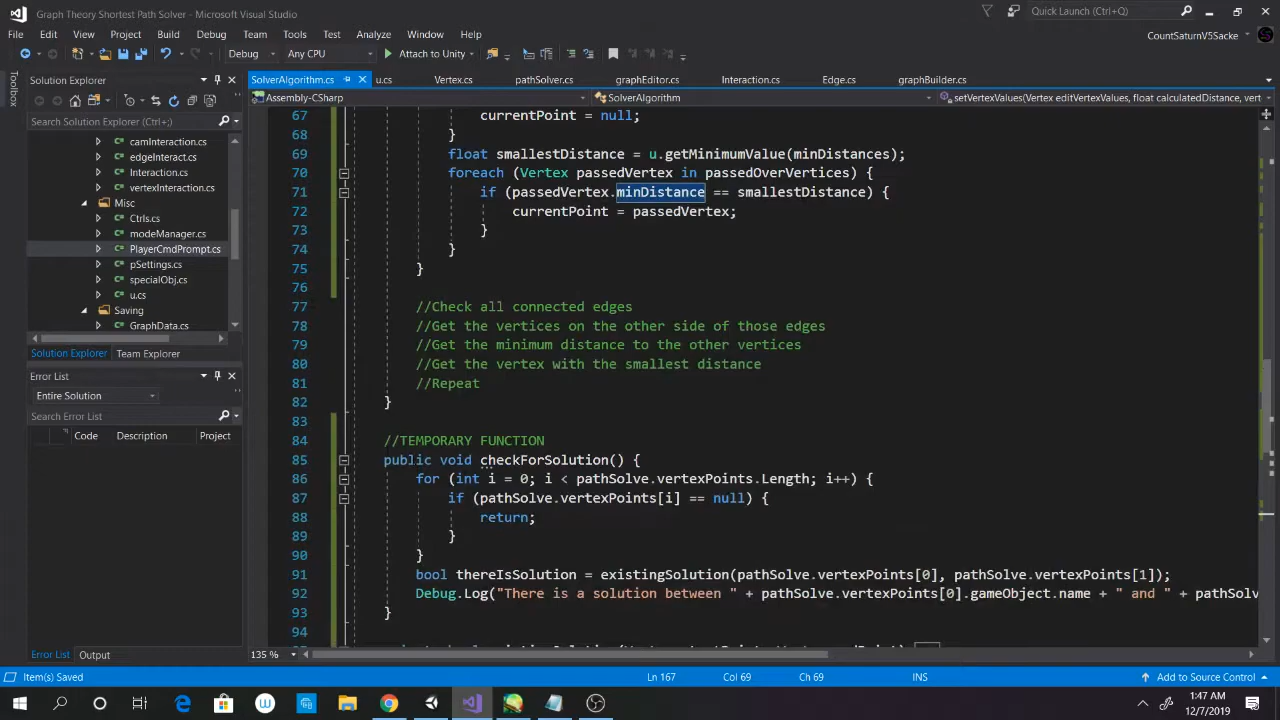 Graph Theory Shortest Path Solver - Microsoft Visual Studio
Quick Launch (Ctrl+;)
File Edit View Project Build Debug Team Tools Test Analyze Window Help
CountSaturnV5Sacke
Debug Any CPU Attach to Unity
Toolbox
Solution Explorer
Search Solution Explorer (Ctrl+;)
camInteraction.cs
edgeInteract.cs
Interaction.cs
vertexInteraction.cs
Misc
Ctrls.cs
modeManager.cs
PlayerCmdPrompt.cs
pSettings.cs
specialObj.cs
u.cs
Saving
GraphData.cs
Solution Explorer Team Explorer
Error List
Entire Solution
Search Error List
Code Description Project
Error List Output
SolverAlgorithm.cs u.cs Vertex.cs pathSolver.cs graphEditor.cs Interaction.cs Edge.cs graphBuilder.cs
Assembly-CSharp SolverAlgorithm setVertexValues(Vertex editVertexValues, float calculatedDistance, vert
67 currentPoint = null;
68 }
69 float smallestDistance = u.getMinimumValue(minDistances);
70 foreach (Vertex passedVertex in passedOverVertices) {
71 if (passedVertex.minDistance == smallestDistance) {
72 currentPoint = passedVertex;
73 }
74 }
75 }
76
77 //Check all connected edges
78 //Get the vertices on the other side of those edges
79 //Get the minimum distance to the other vertices
80 //Get the vertex with the smallest distance
81 //Repeat
82 }
83
84 //TEMPORARY FUNCTION
85 public void checkForSolution() {
86 for (int i = 0; i < pathSolve.vertexPoints.Length; i++) {
87 if (pathSolve.vertexPoints[i] == null) {
88 return;
89 }
90 }
91 bool thereIsSolution = existingSolution(pathSolve.vertexPoints[0], pathSolve.vertexPoints[1]);
92 Debug.Log("There is a solution between " + pathSolve.vertexPoints[0].gameObject.name + " and " + pathSolv
93 }
94
135 %
Item(s) Saved Ln 167 Col 69 Ch 69 INS Add to Source Control
1:47 AM
12/7/2019